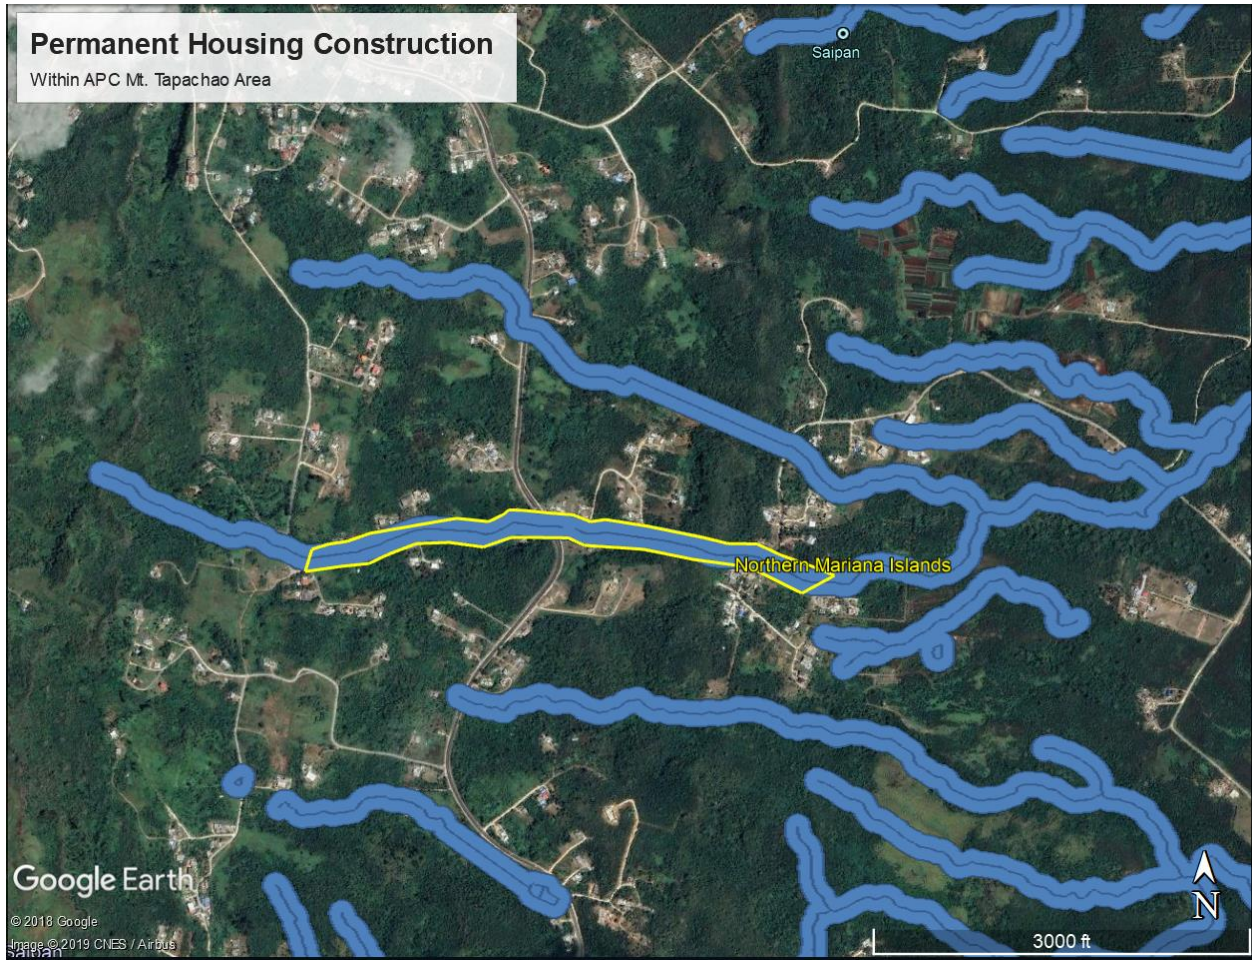 Permanent Housing Construction
Within APC Mt. Tapachao Area
Saipan
Northern Mariana Islands
Google Earth
© 2018 Google
Image © 2019 CNES / Airbus
Saipan
N
3000 ft